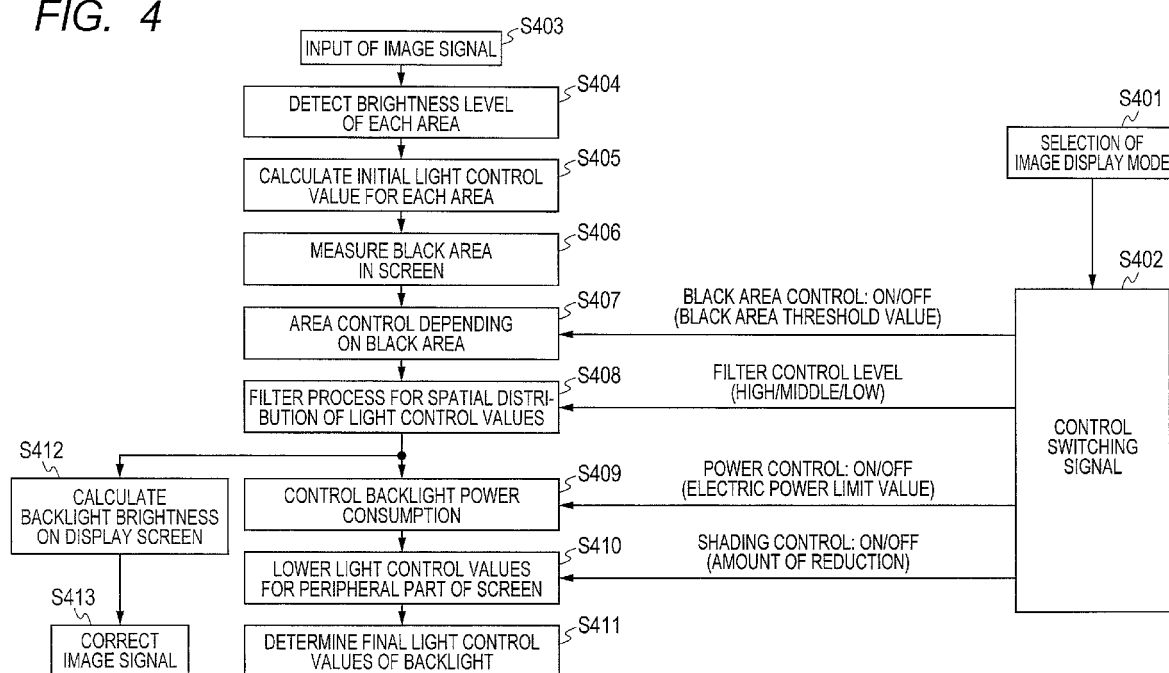 FIG. 4
S403
INPUT OF IMAGE SIGNAL
S404
DETECT BRIGHTNESS LEVEL
OF EACH AREA
S401
SELECTION OF
IMAGE DISPLAY MODE
S405
CALCULATE INITIAL LIGHT CONTROL
VALUE FOR EACH AREA
S406
MEASURE BLACK AREA
IN SCREEN
S402
CONTROL
SWITCHING
SIGNAL
S407
AREA CONTROL DEPENDING
ON BLACK AREA
BLACK AREA CONTROL: ON/OFF
(BLACK AREA THRESHOLD VALUE)
S408
FILTER PROCESS FOR SPATIAL DISTRI-
BUTION OF LIGHT CONTROL VALUES
FILTER CONTROL LEVEL
(HIGH/MIDDLE/LOW)
S412
CALCULATE
BACKLIGHT BRIGHTNESS
ON DISPLAY SCREEN
S409
CONTROL BACKLIGHT POWER
CONSUMPTION
POWER CONTROL: ON/OFF
(ELECTRIC POWER LIMIT VALUE)
S410
LOWER LIGHT CONTROL VALUES
FOR PERIPHERAL PART OF SCREEN
SHADING CONTROL: ON/OFF
(AMOUNT OF REDUCTION)
S413
CORRECT
IMAGE SIGNAL
S411
DETERMINE FINAL LIGHT CONTROL
VALUES OF BACKLIGHT